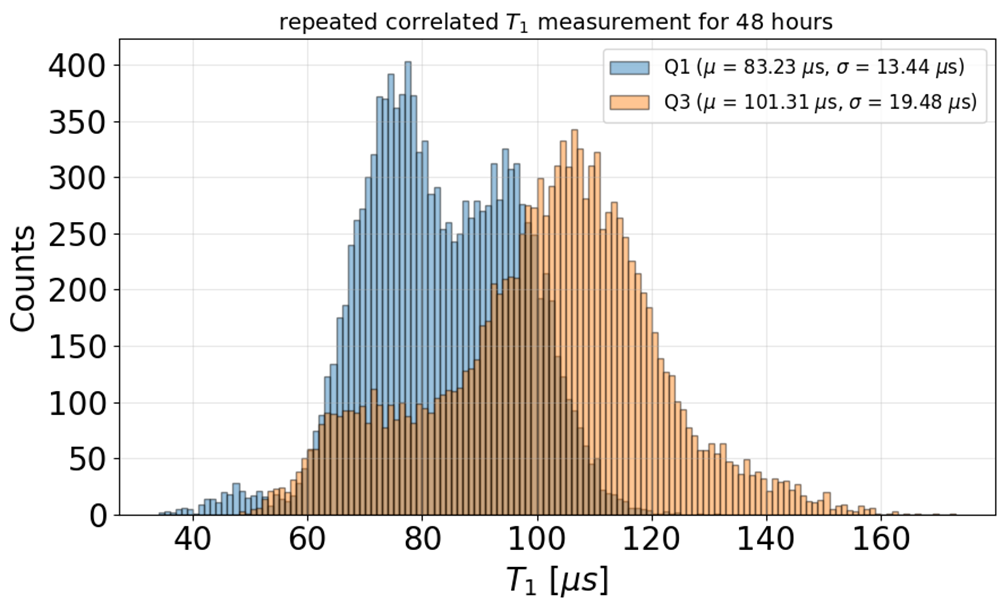 repeated correlated T₁ measurement for 48 hours
Q1 (μ = 83.23 μs, σ = 13.44 μs)
Q3 (μ = 101.31 μs, σ = 19.48 μs)
400
350
300
250
200
150
100
50
0
Counts
40 60 80 100 120 140 160
T₁ [μs]